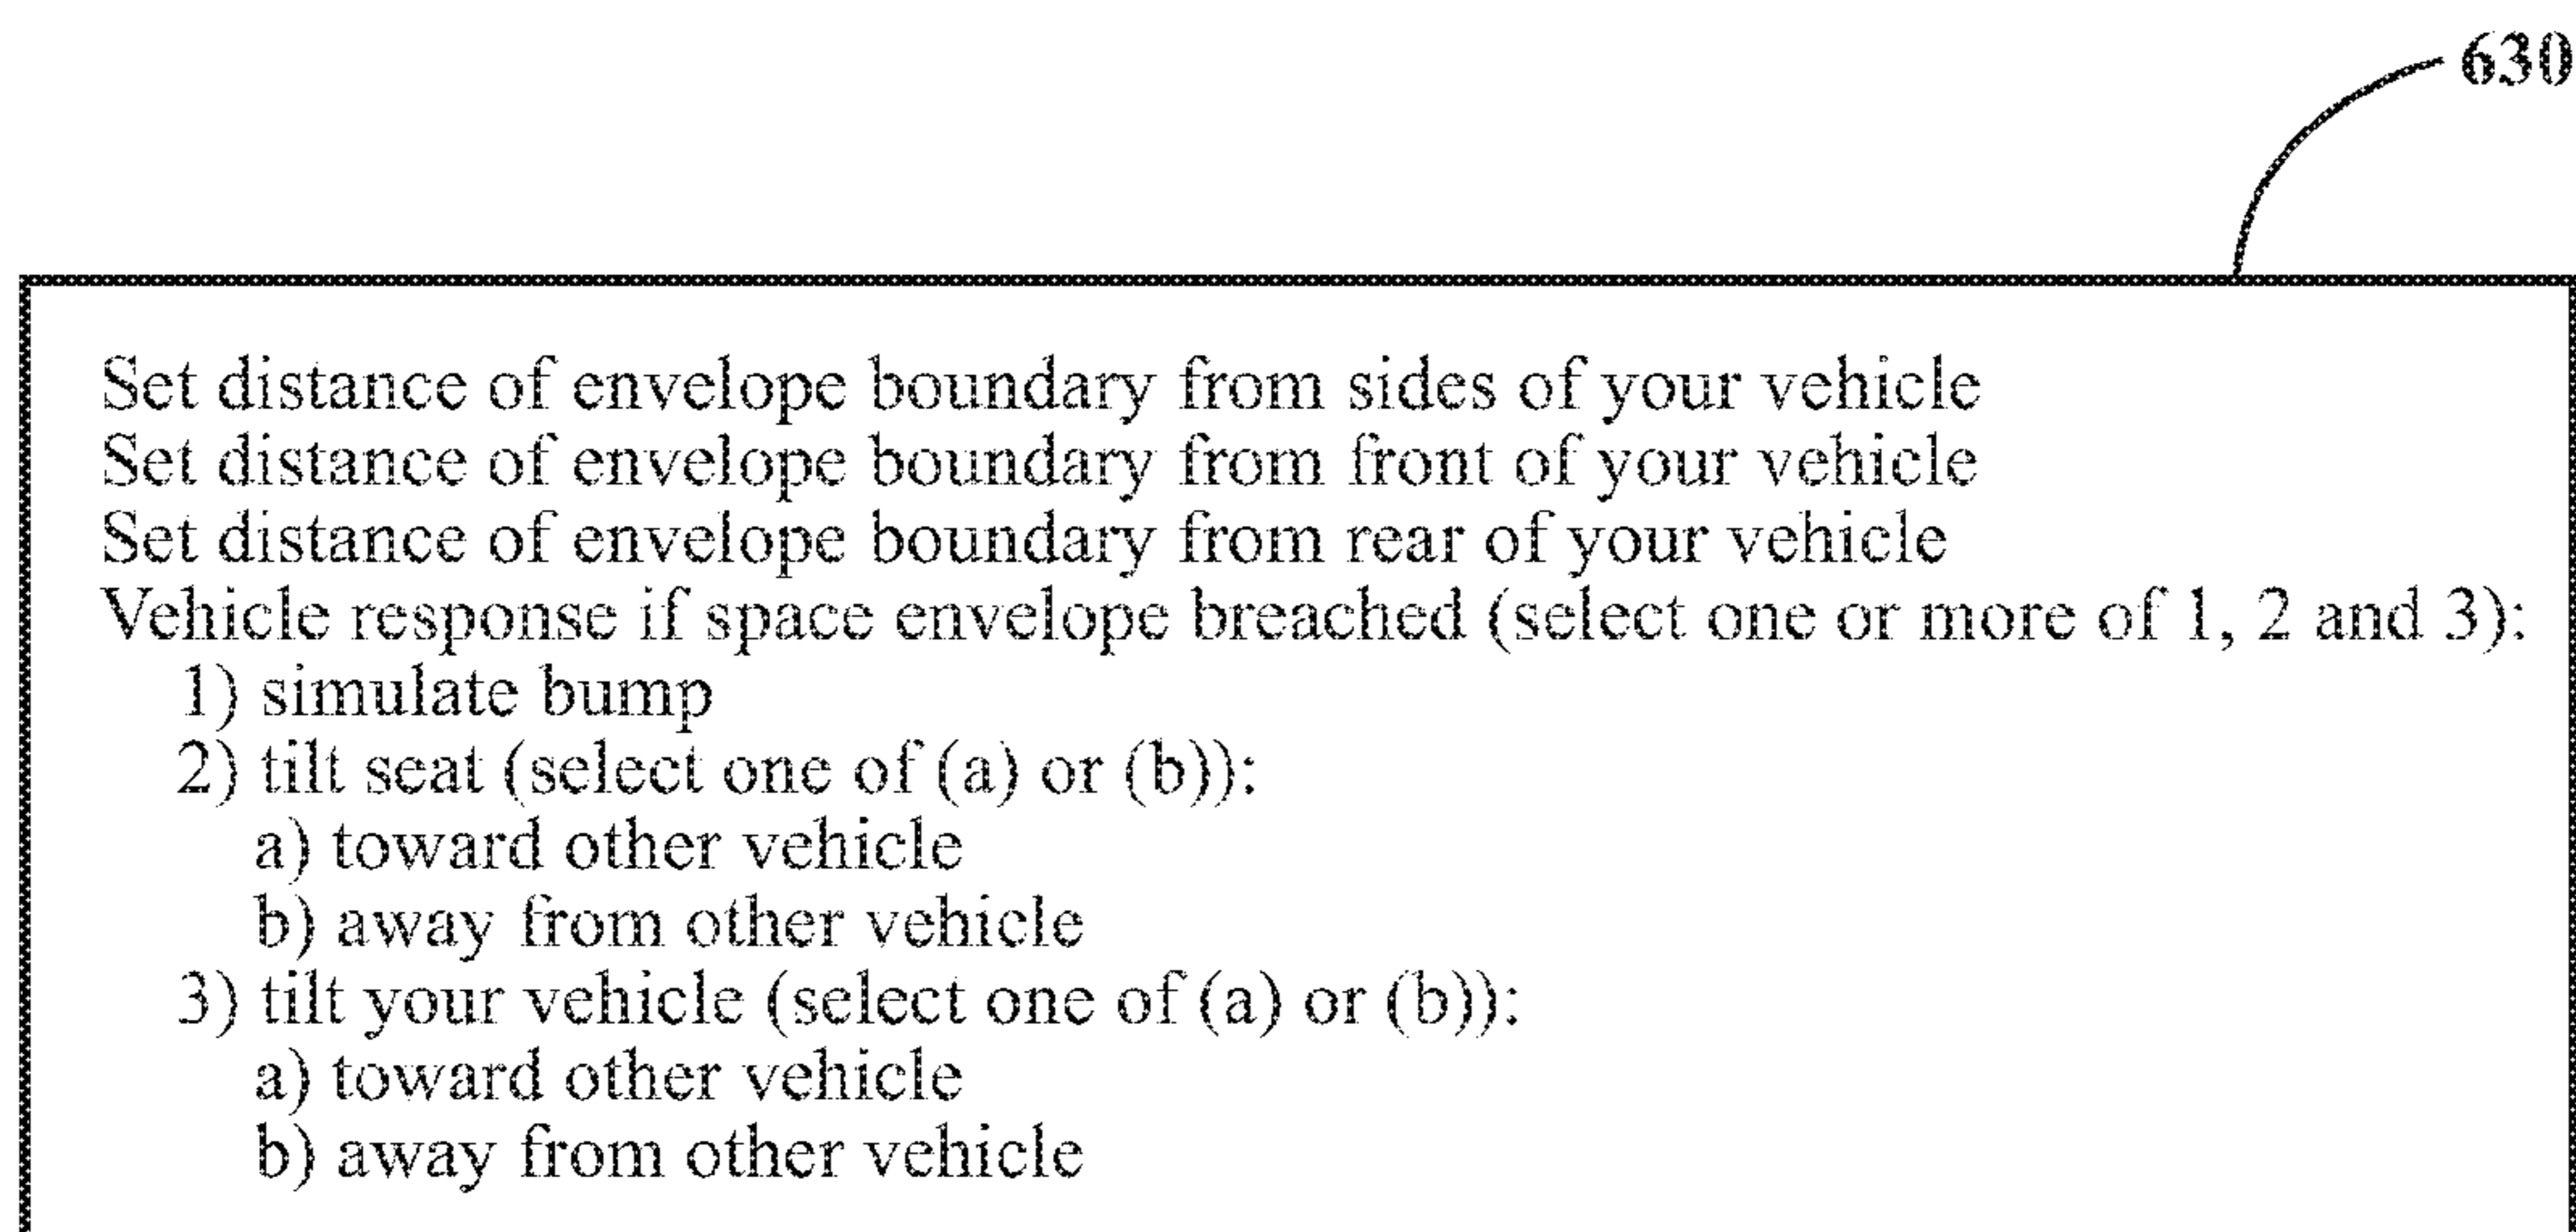 630
Set distance of envelope boundary from sides of your vehicle
Set distance of envelope boundary from front of your vehicle
Set distance of envelope boundary from rear of your vehicle
Vehicle response if space envelope breached (select one or more of 1, 2 and 3):
1) simulate bump
2) tilt seat (select one of (a) or (b)):
a) toward other vehicle
b) away from other vehicle
3) tilt your vehicle (select one of (a) or (b)):
a) toward other vehicle
b) away from other vehicle